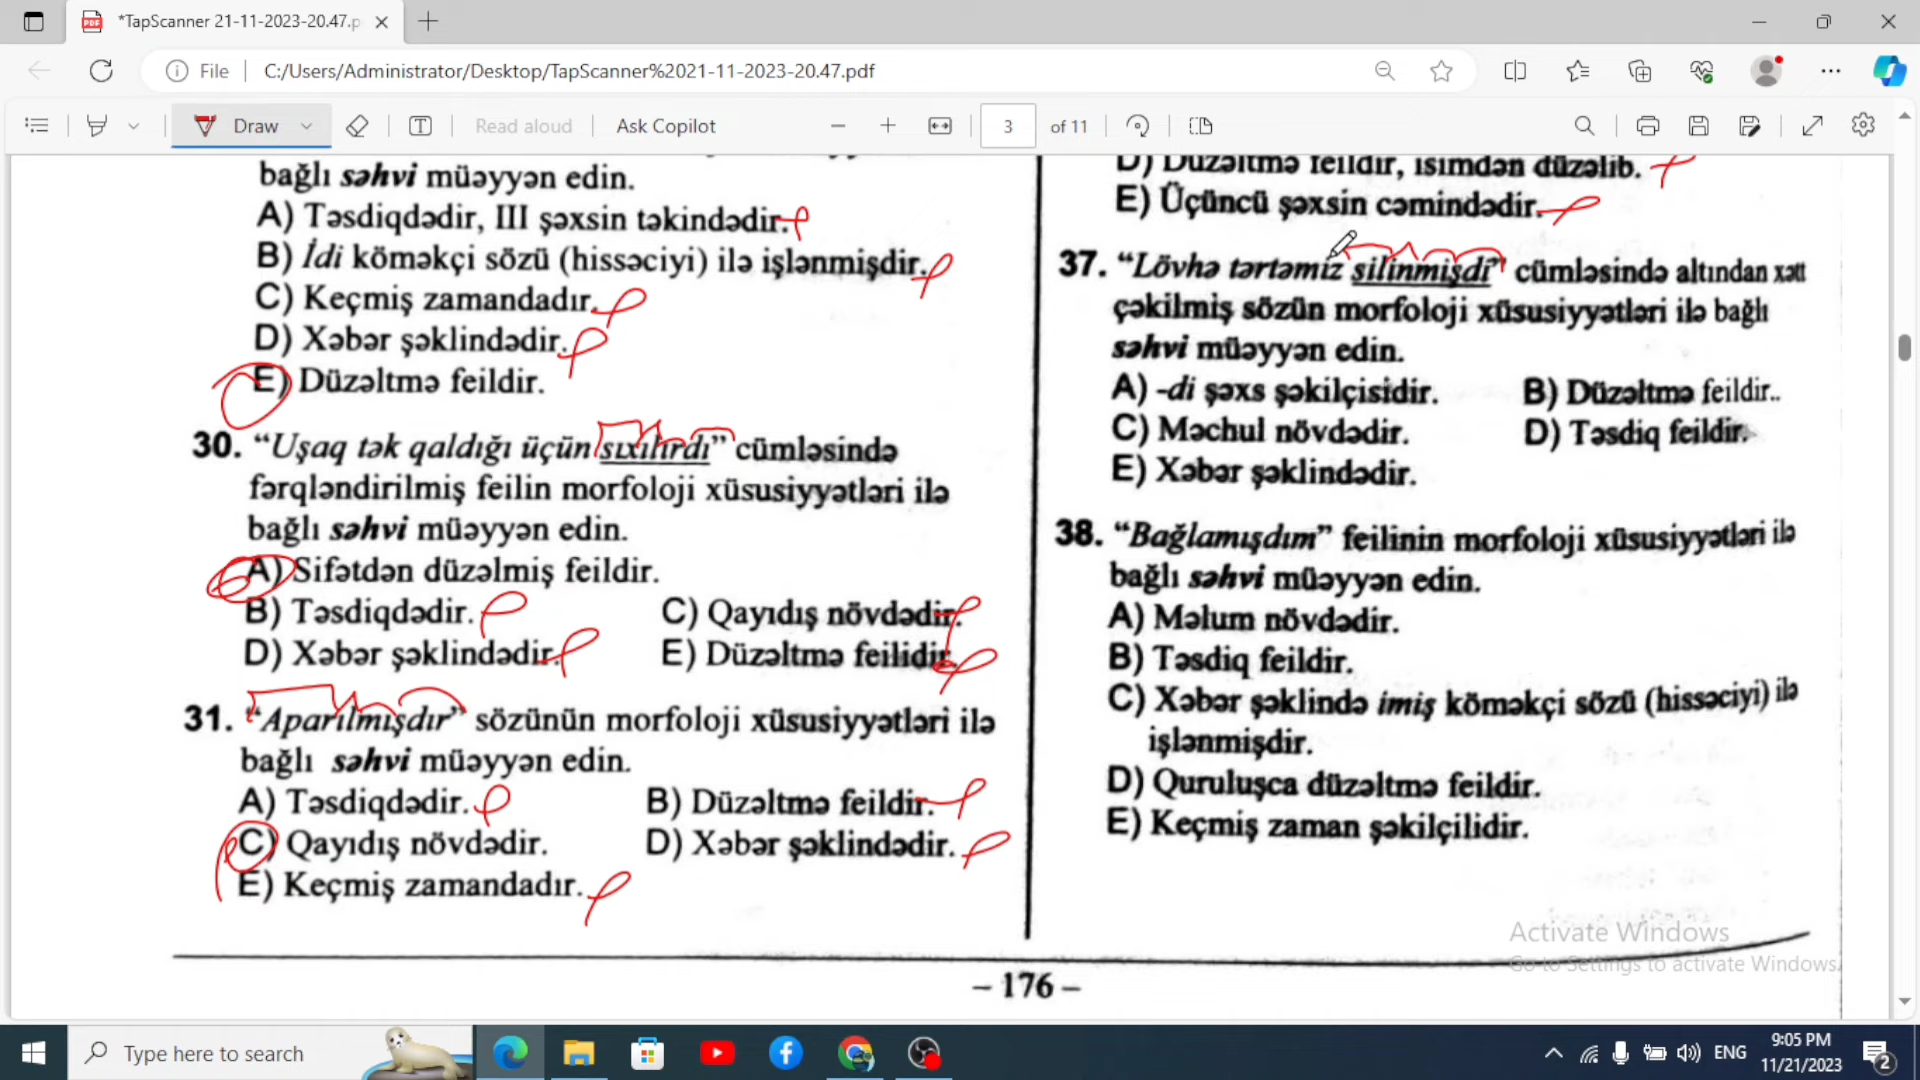 *TapScanner 21-11-2023-20.47.p
File
C:/Users/Administrator/Desktop/TapScanner%2021-11-2023-20.47.pdf
Draw
Read aloud
Ask Copilot
3
of 11
bağlı səhvi müəyyən edin.
A) Təsdiqdədir, III şəxsin təkindədir.
B) İdi köməkçi sözü (hissəciyi) ilə işlənmişdir.
C) Keçmiş zamandadır.
D) Xəbər şəklindədir.
E) Düzəltmə feildir.
30. “Uşaq tək qaldığı üçün sıxılırdı” cümləsində
fərqləndirilmiş feilin morfoloji xüsusiyyətləri ilə
bağlı səhvi müəyyən edin.
A) Sifətdən düzəlmiş feildir.
B) Təsdiqdədir.
C) Qayıdış növdədir.
D) Xəbər şəklindədir.
E) Düzəltmə feilidir.
31. “Aparılmışdır” sözünün morfoloji xüsusiyyətləri ilə
bağlı səhvi müəyyən edin.
A) Təsdiqdədir.
B) Düzəltmə feildir.
C) Qayıdış növdədir.
D) Xəbər şəklindədir.
E) Keçmiş zamandadır.
D) Düzəltmə feildir, isimdən düzəlib.
E) Üçüncü şəxsin cəmindədir.
37. “Lövhə tərtəmiz silinmişdi” cümləsində altından xətt
çəkilmiş sözün morfoloji xüsusiyyətləri ilə bağlı
səhvi müəyyən edin.
A) -di şəxs şəkilçisidir.
B) Düzəltmə feildir..
C) Məchul növdədir.
D) Təsdiq feildir.
E) Xəbər şəklindədir.
38. “Bağlamışdım” feilinin morfoloji xüsusiyyətləri ilə
bağlı səhvi müəyyən edin.
A) Məlum növdədir.
B) Təsdiq feildir.
C) Xəbər şəklində imiş köməkçi sözü (hissəciyi) ilə
işlənmişdir.
D) Quruluşca düzəltmə feildir.
E) Keçmiş zaman şəkilçilidir.
Activate Windows
Go to Settings to activate Windows.
– 176 –
Type here to search
ENG
9:05 PM
11/21/2023
2